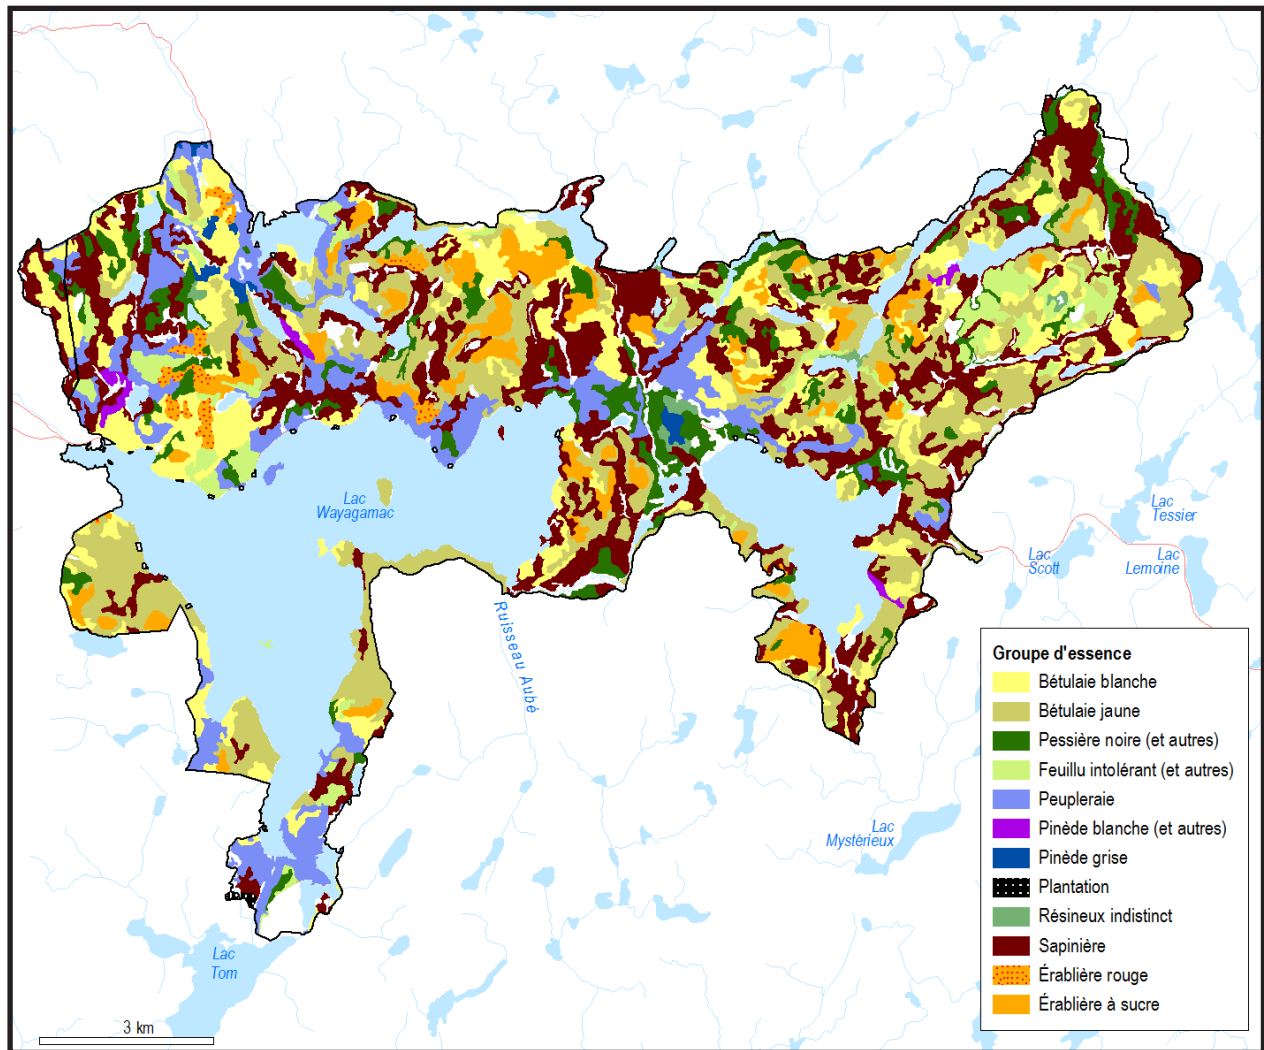 Lac
Wayagamac
Ruisseau Aubé
Lac
Tessier
Lac
Scott
Lac
Lemoine
Lac
Mystérieux
Lac
Tom
3 km
Groupe d'essence
Bétulaie blanche
Bétulaie jaune
Pessière noire (et autres)
Feuillu intolérant (et autres)
Peupleraie
Pinède blanche (et autres)
Pinède grise
Plantation
Résineux indistinct
Sapinière
Érablière rouge
Érablière à sucre